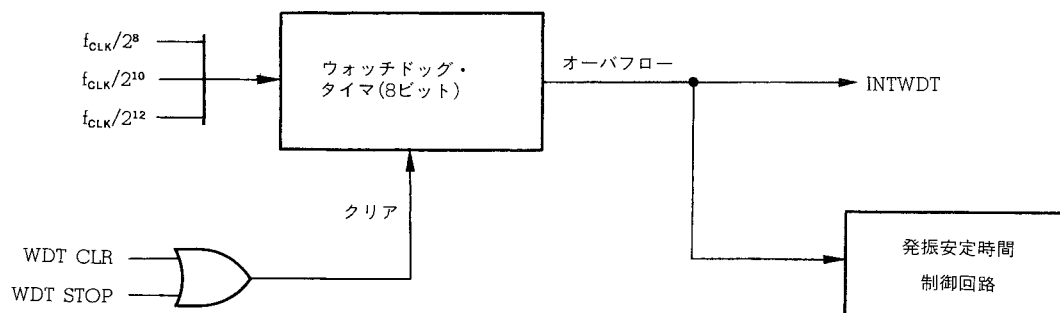 f_CLK/2^8
f_CLK/2^10
f_CLK/2^12
ウォッチドッグ・
タイマ(8ビット)
オーバフロー
INTWDT
クリア
WDT CLR
WDT STOP
発振安定時間
制御回路